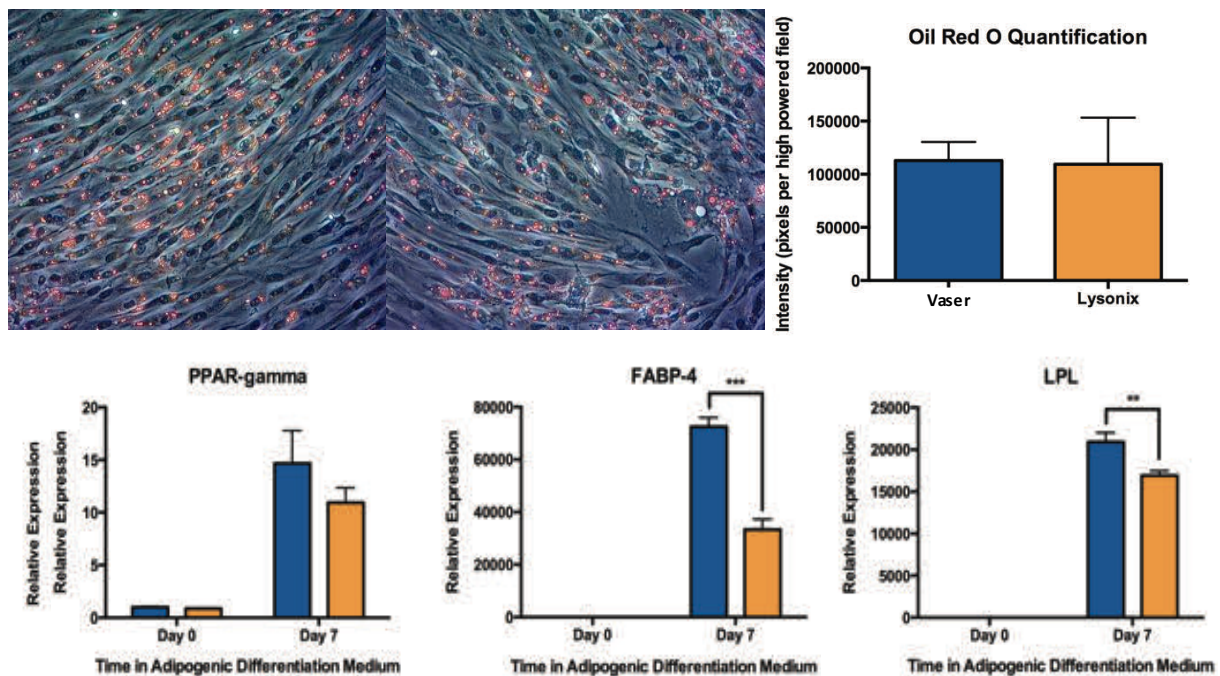 Oil Red O Quantification
Intensity (pixels per high powered field)
200000
150000
100000
50000
0
Vaser
Lysonix
PPAR-gamma
Relative Expression
Relative Expression
20
15
10
5
0
Day 0
Day 7
Time in Adipogenic Differentiation Medium
FABP-4
***
Relative Expression
80000
60000
40000
20000
0
Day 0
Day 7
Time in Adipogenic Differentiation Medium
LPL
**
Relative Expression
25000
20000
15000
10000
5000
0
Day 0
Day 7
Time in Adipogenic Differentiation Medium